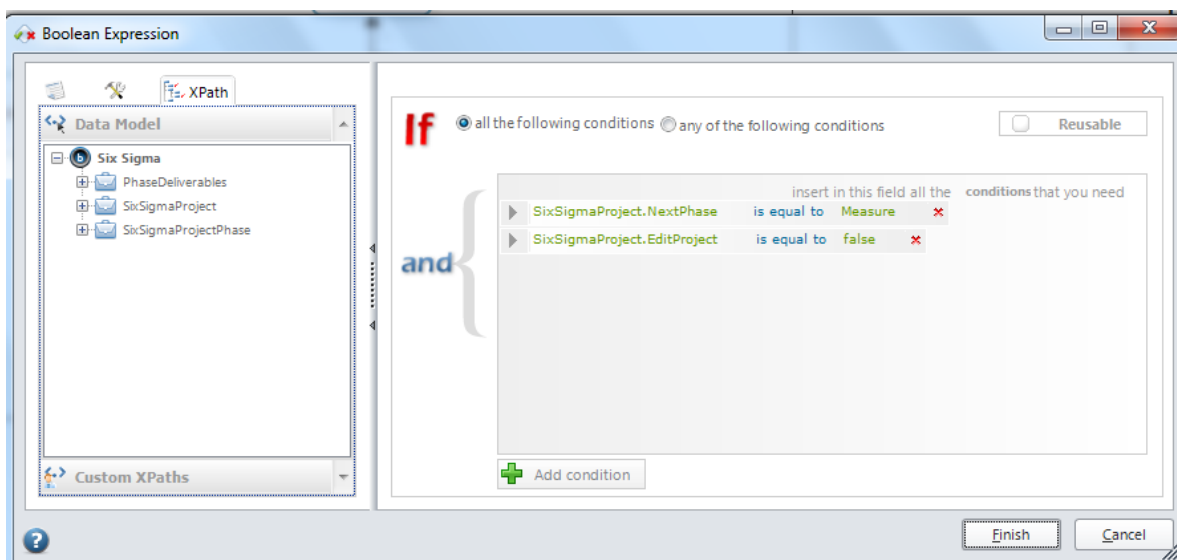 Boolean Expression
XPath
Data Model
Six Sigma
PhaseDeliverables
SixSigmaProject
SixSigmaProjectPhase
Custom XPaths
If all the following conditions any of the following conditions Reusable
insert in this field all the conditions that you need
and
SixSigmaProject.NextPhase is equal to Measure
SixSigmaProject.EditProject is equal to false
Add condition
Finish Cancel